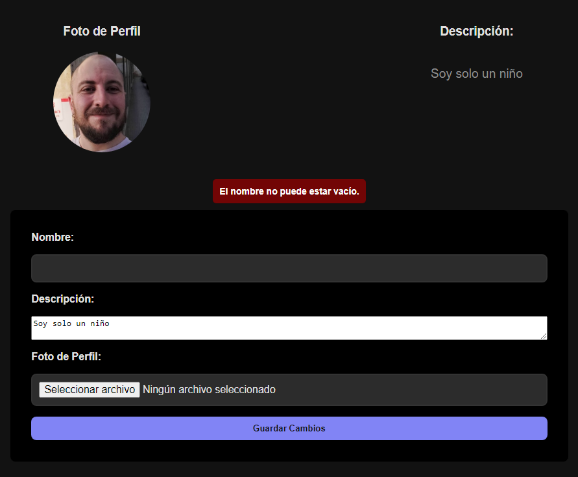 Foto de Perfil
Descripción:
Soy solo un niño
El nombre no puede estar vacío.
Nombre:
Descripción:
Soy solo un niño
Foto de Perfil:
Seleccionar archivo Ningún archivo seleccionado
Guardar Cambios